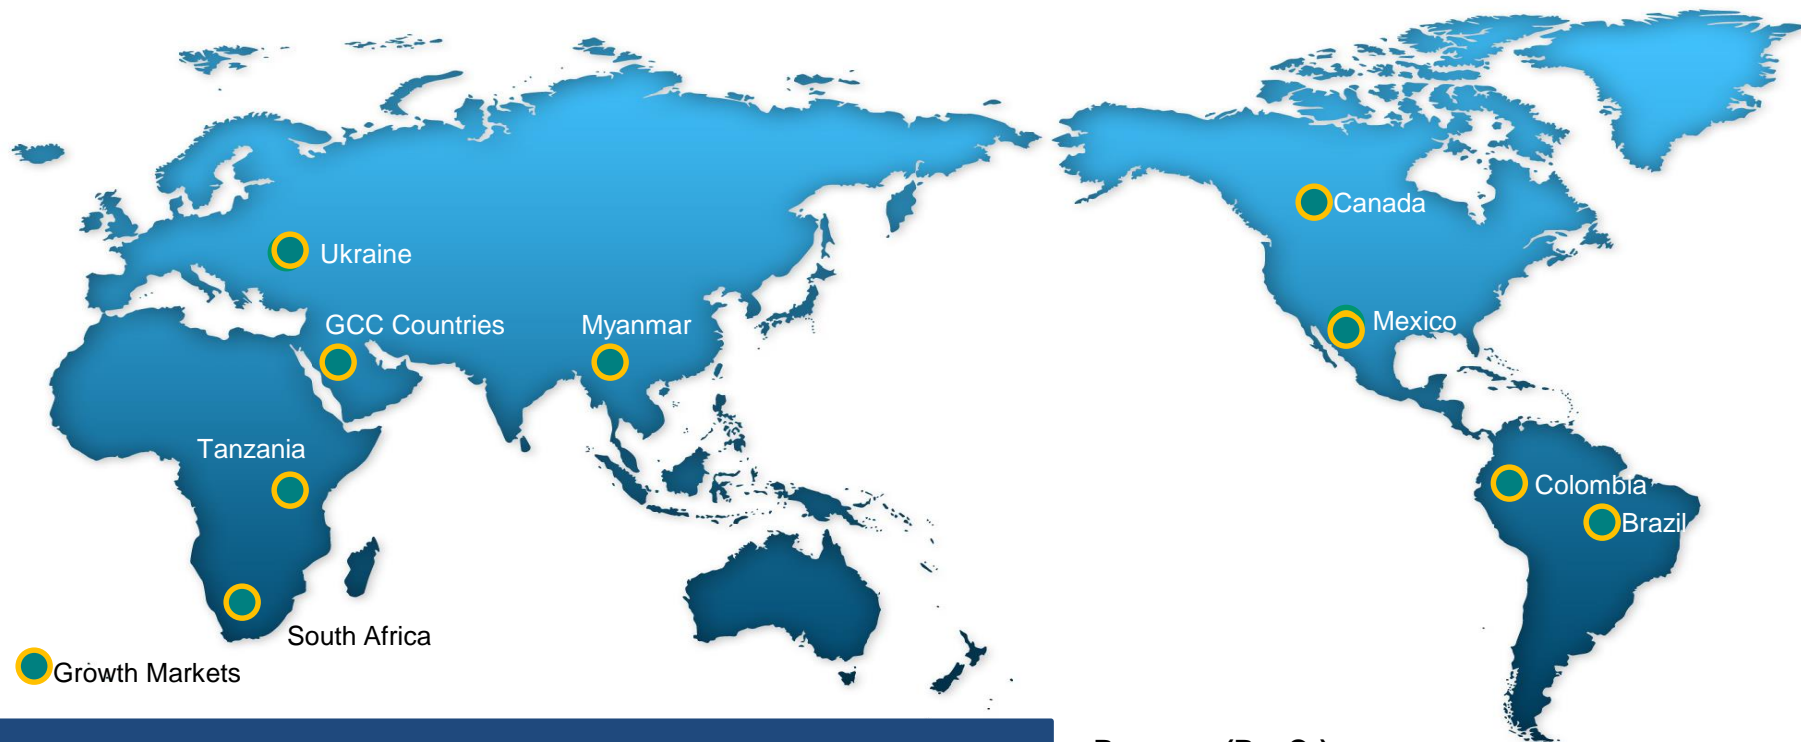 Canada
Ukraine
Mexico
GCC Countries
Myanmar
Tanzania
Colombia
Brazil
South Africa
Growth Markets